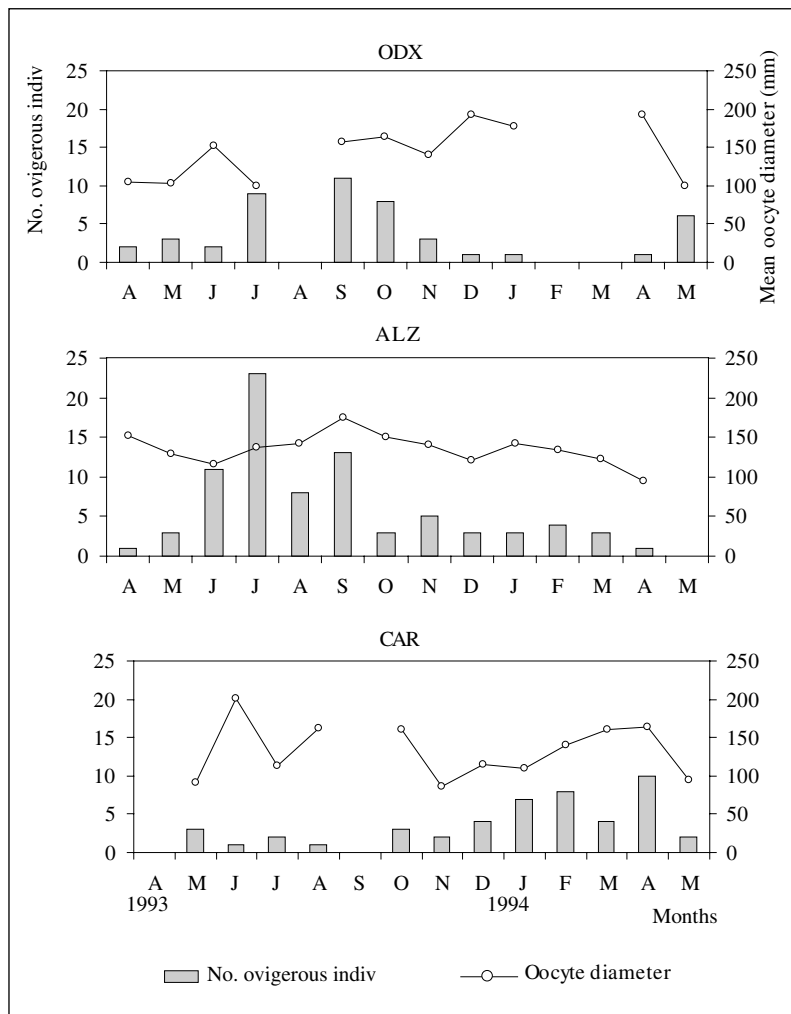 ODX
No. ovigerous indiv
Mean oocyte diameter (mm)
25 250
20 200
15 150
10 100
5 50
0 0
A M J J A S O N D J F M A M
ALZ
25 250
20 200
15 150
10 100
5 50
0 0
A M J J A S O N D J F M A M
CAR
25 250
20 200
15 150
10 100
5 50
0 0
A M J J A S O N D J F M A M
1993 1994 Months
No. ovigerous indiv Oocyte diameter